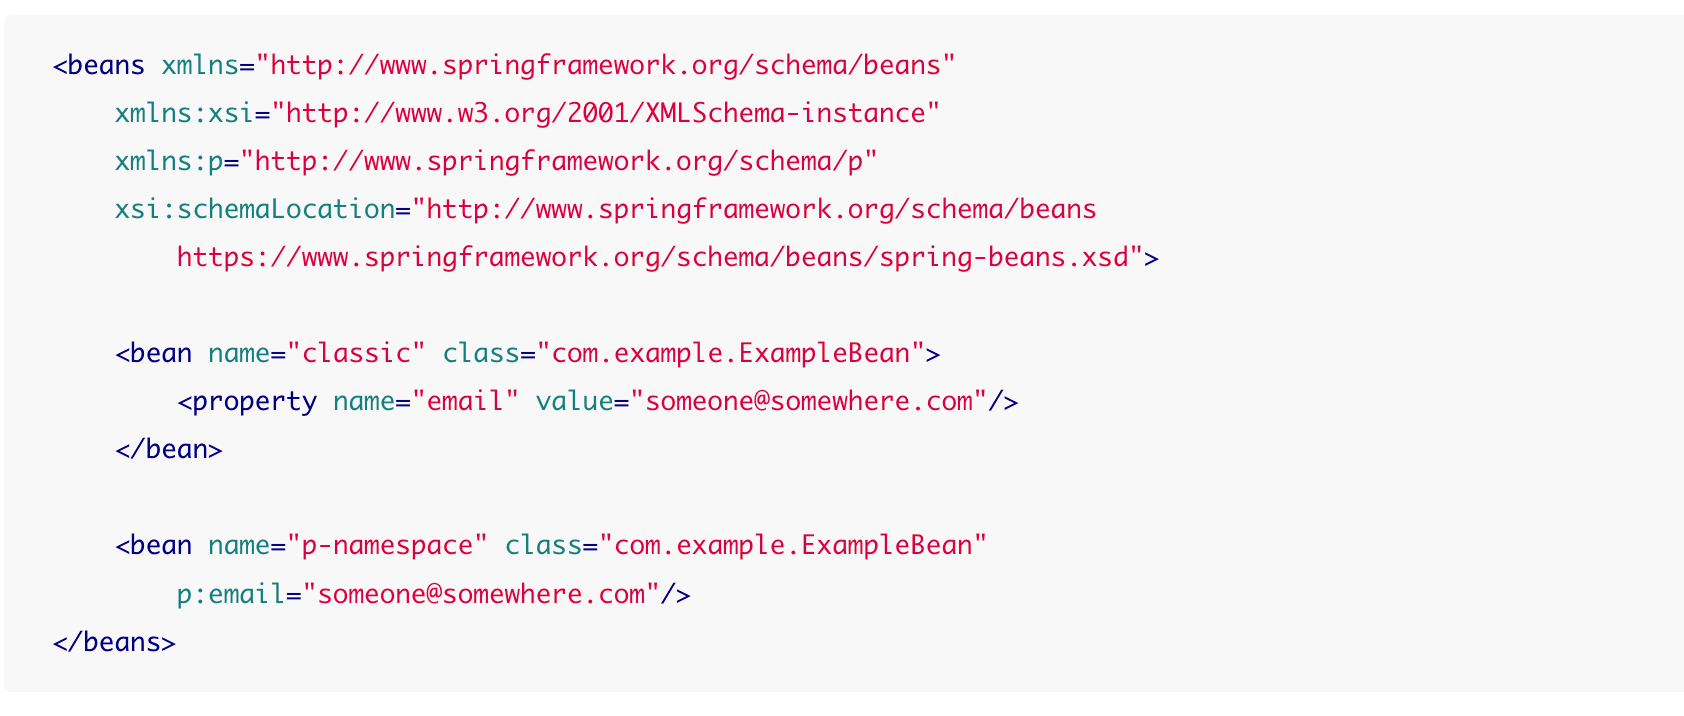 <beans xmlns="http://www.springframework.org/schema/beans"
    xmlns:xsi="http://www.w3.org/2001/XMLSchema-instance"
    xmlns:p="http://www.springframework.org/schema/p"
    xsi:schemaLocation="http://www.springframework.org/schema/beans
        https://www.springframework.org/schema/beans/spring-beans.xsd">

    <bean name="classic" class="com.example.ExampleBean">
        <property name="email" value="someone@somewhere.com"/>
    </bean>

    <bean name="p-namespace" class="com.example.ExampleBean"
        p:email="someone@somewhere.com"/>
</beans>